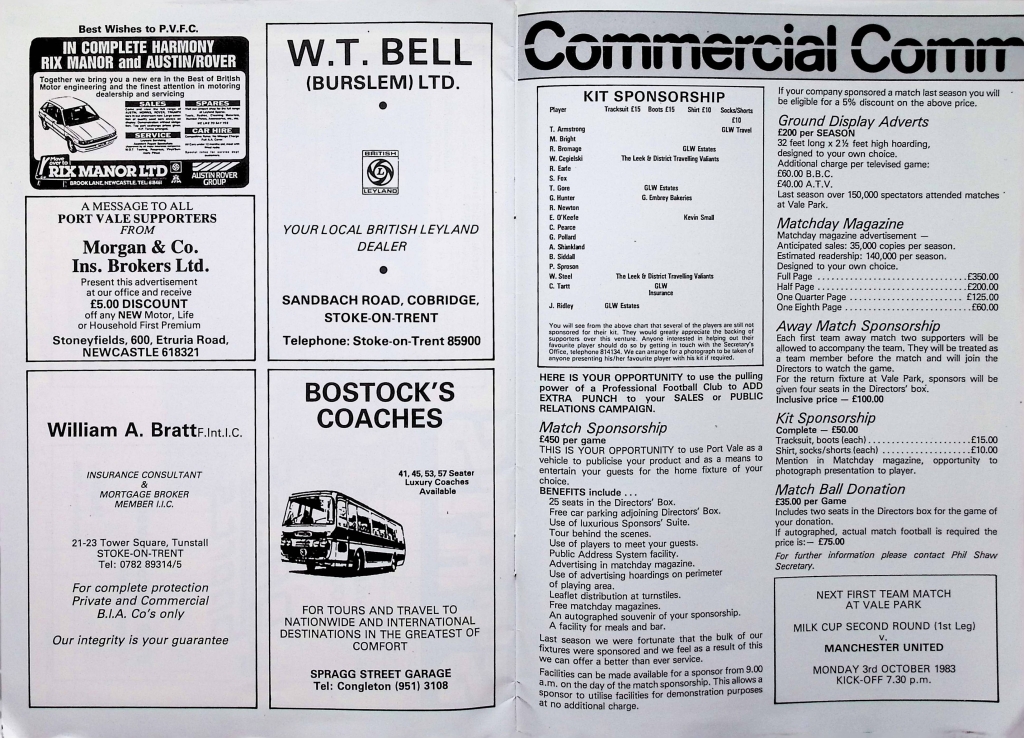 Best Wishes to P.V.F.C.
IN COMPLETE HARMONY
RIX MANOR and AUSTIN/ROVER
Together we bring you a new era in the Best of British
Motor engineering and the finest attention in motoring
dealership and servicing
SALES
SPARES
SERVICE
CAR HIRE
Move over to
RIX MANOR LTD
BROOK LANE, NEWCASTLE. TEL: 618461
AUSTIN ROVER
GROUP
A MESSAGE TO ALL
PORT VALE SUPPORTERS
FROM
Morgan & Co.
Ins. Brokers Ltd.
Present this advertisement
at our office and receive
£5.00 DISCOUNT
off any NEW Motor, Life
or Household First Premium
Stoneyfields, 600, Etruria Road,
NEWCASTLE 618321
William A. Bratt F.Int.I.C.
INSURANCE CONSULTANT
&
MORTGAGE BROKER
MEMBER I.I.C.
21-23 Tower Square, Tunstall
STOKE-ON-TRENT
Tel: 0782 89314/5
For complete protection
Private and Commercial
B.I.A. Co's only
Our integrity is your guarantee
W.T. BELL
(BURSLEM) LTD.
BRITISH
LEYLAND
YOUR LOCAL BRITISH LEYLAND
DEALER
SANDBACH ROAD, COBRIDGE,
STOKE-ON-TRENT
Telephone: Stoke-on-Trent 85900
BOSTOCK'S
COACHES
41, 45, 53, 57 Seater
Luxury Coaches
Available
FOR TOURS AND TRAVEL TO
NATIONWIDE AND INTERNATIONAL
DESTINATIONS IN THE GREATEST OF
COMFORT
SPRAGG STREET GARAGE
Tel: Congleton (951) 3108
Commercial Comm
KIT SPONSORSHIP
Player Tracksuit £15 Boots £15 Shirt £10 Socks/Shorts
£10
T. Armstrong GLW Travel
M. Bright
R. Bromage GLW Estates
W. Cegielski The Leek & District Travelling Valiants
R. Earle
S. Fox
T. Gore GLW Estates
G. Hunter G. Embrey Bakeries
R. Newton
E. O'Keefe Kevin Small
C. Pearce
G. Pollard
A. Shankland
B. Siddall
P. Sproson
W. Steel The Leek & District Travelling Valiants
C. Tartt GLW
Insurance
J. Ridley GLW Estates
You will see from the above chart that several of the players are still not
sponsored for their kit. They would greatly appreciate the backing of
supporters over this venture. Anyone interested in helping out their
favourite player should do so by getting in touch with the Secretary's
Office, telephone 814134. We can arrange for a photograph to be taken of
anyone presenting his/her favourite player with his kit if required.
HERE IS YOUR OPPORTUNITY to use the pulling
power of a Professional Football Club to ADD
EXTRA PUNCH to your SALES or PUBLIC
RELATIONS CAMPAIGN.
Match Sponsorship
£450 per game
THIS IS YOUR OPPORTUNITY to use Port Vale as a
vehicle to publicise your product and as a means to
entertain your guests for the home fixture of your
choice.
BENEFITS include ...
25 seats in the Directors' Box.
Free car parking adjoining Directors' Box.
Use of luxurious Sponsors' Suite.
Tour behind the scenes.
Use of players to meet your guests.
Public Address System facility.
Advertising in matchday magazine.
Use of advertising hoardings on perimeter
of playing area.
Leaflet distribution at turnstiles.
Free matchday magazines.
An autographed souvenir of your sponsorship.
A facility for meals and bar.
Last season we were fortunate that the bulk of our
fixtures were sponsored and we feel as a result of this
we can offer a better than ever service.
Facilities can be made available for a sponsor from 9.00
a.m. on the day of the match sponsorship. This allows a
sponsor to utilise facilities for demonstration purposes
at no additional charge.
If your company sponsored a match last season you will
be eligible for a 5% discount on the above price.
Ground Display Adverts
£200 per SEASON
32 feet long x 2½ feet high hoarding,
designed to your own choice.
Additional charge per televised game:
£60.00 B.B.C.
£40.00 A.T.V.
Last season over 150,000 spectators attended matches
at Vale Park.
Matchday Magazine
Matchday magazine advertisement —
Anticipated sales: 35,000 copies per season.
Estimated readership: 140,000 per season.
Designed to your own choice.
Full Page ..............................£350.00
Half Page ..............................£200.00
One Quarter Page ......................£125.00
One Eighth Page .......................£60.00
Away Match Sponsorship
Each first team away match two supporters will be
allowed to accompany the team. They will be treated as
a team member before the match and will join the
Directors to watch the game.
For the return fixture at Vale Park, sponsors will be
given four seats in the Directors' box.
Inclusive price — £100.00
Kit Sponsorship
Complete — £50.00
Tracksuit, boots (each) ....................£15.00
Shirt, socks/shorts (each) ..................£10.00
Mention in Matchday magazine, opportunity to
photograph presentation to player.
Match Ball Donation
£35.00 per Game
Includes two seats in the Directors box for the game of
your donation.
If autographed, actual match football is required the
price is:— £75.00
For further information please contact Phil Shaw
Secretary.
NEXT FIRST TEAM MATCH
AT VALE PARK
MILK CUP SECOND ROUND (1st Leg)
v.
MANCHESTER UNITED
MONDAY 3rd OCTOBER 1983
KICK-OFF 7.30 p.m.